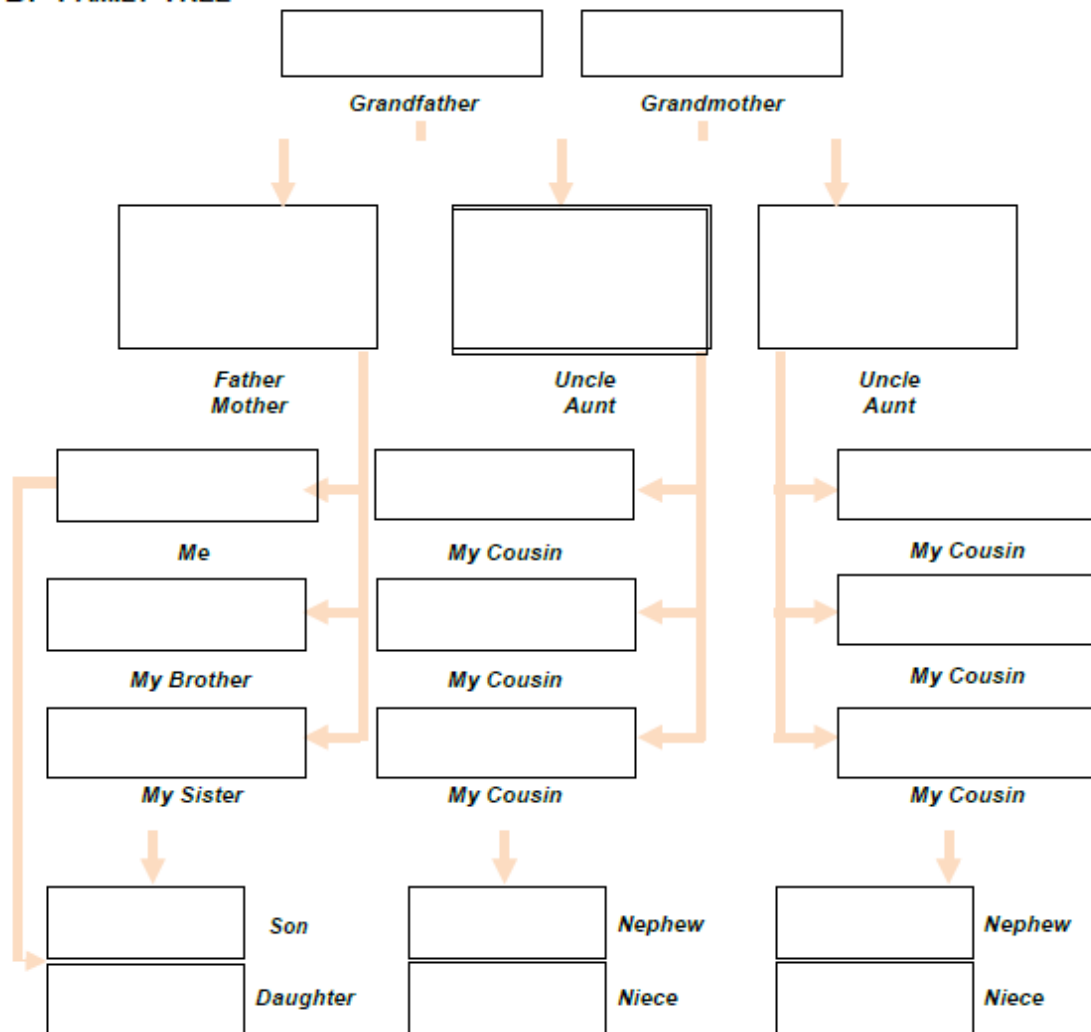 Grandfather Grandmother
Father Uncle Uncle
Mother Aunt Aunt
Me My Cousin My Cousin
My Brother My Cousin My Cousin
My Sister My Cousin My Cousin
Son Nephew Nephew
Daughter Niece Niece